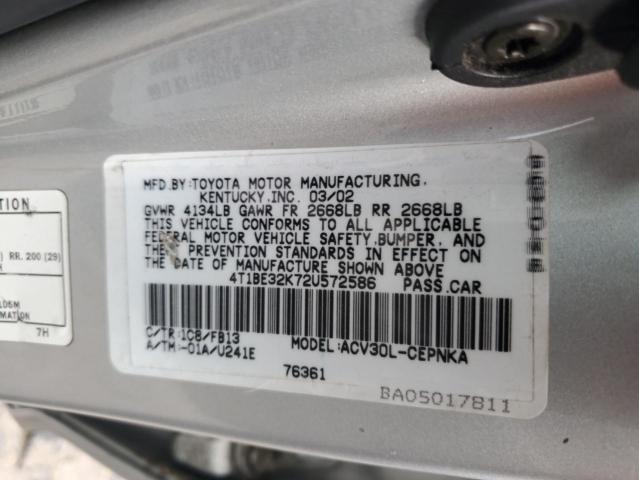 MFD.BY:TOYOTA MOTOR MANUFACTURING,
KENTUCKY,INC. 03/02
GVWR 4134LB GAWR FR 2668LB RR 2668LB
THIS VEHICLE CONFORMS TO ALL APPLICABLE
FEDERAL MOTOR VEHICLE SAFETY,BUMPER, AND
THEFT PREVENTION STANDARDS IN EFFECT ON
THE DATE OF MANUFACTURE SHOWN ABOVE
4T1BE32K72U572586 PASS.CAR
C/TR:1C8/FB13 MODEL:ACV30L-CEPNKA
A/TM:-01A/U241E
76361
BA05017811
TION
RR. 200 (29)
MATION
7H